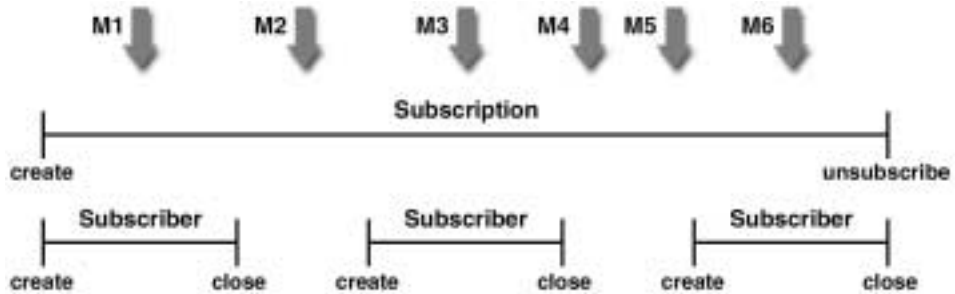 M1 M2 M3 M4 M5 M6
Subscription
create unsubscribe
Subscriber Subscriber Subscriber
create close create close create close